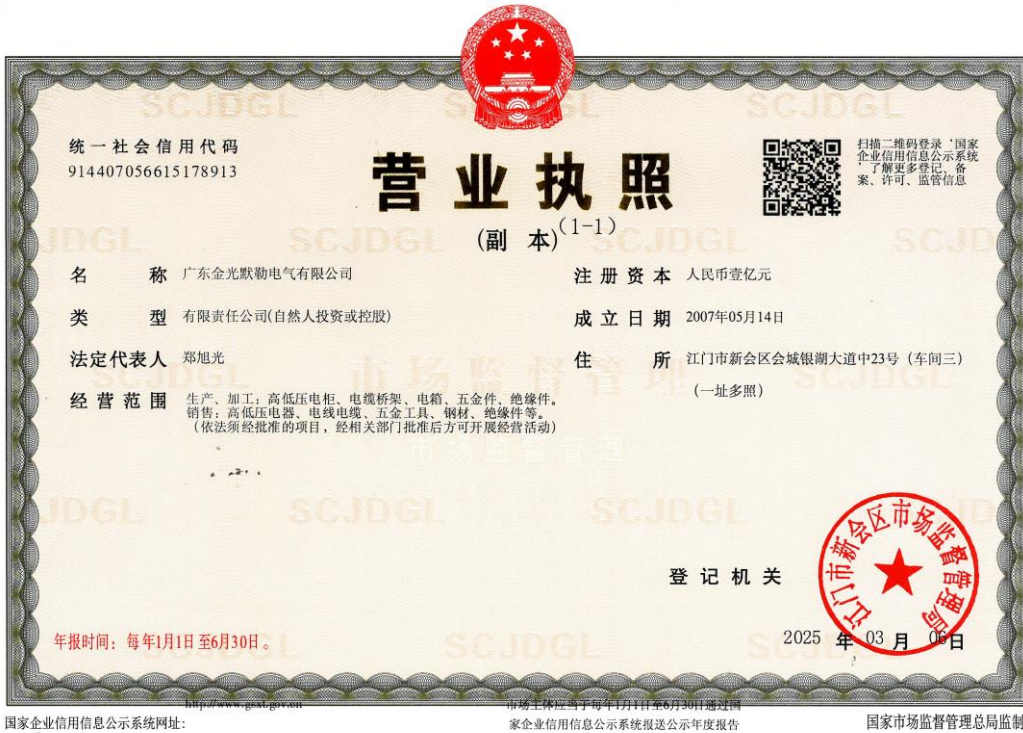 统一社会信用代码
914407056615178913
营业执照
(副 本)(1-1)
扫描二维码登录‘国家
企业信用信息公示系统
’了解更多登记、备
案、许可、监管信息
名 称 广东金光默勒电气有限公司
类 型 有限责任公司(自然人投资或控股)
法定代表人 郑旭光
经营范围 生产、加工：高低压电柜、电缆桥架、电箱、五金件、绝缘件。
销售：高低压电器、电线电缆、五金工具、钢材、绝缘件等。
（依法须经批准的项目，经相关部门批准后方可开展经营活动）
注册资本 人民币壹亿元
成立日期 2007年05月14日
住 所 江门市新会区会城银湖大道中23号（车间三）
（一址多照）
市场监督管理
市场监督管理
SCJDGL
登记机关
江门市新会区市场监督管理局
2025 年 03 月 06日
年报时间：每年1月1日至6月30日。
http://www.gsxt.gov.cn
国家企业信用信息公示系统网址：
市场主体应当于每年1月1日至6月30日通过国
家企业信用信息公示系统报送公示年度报告
国家市场监督管理总局监制